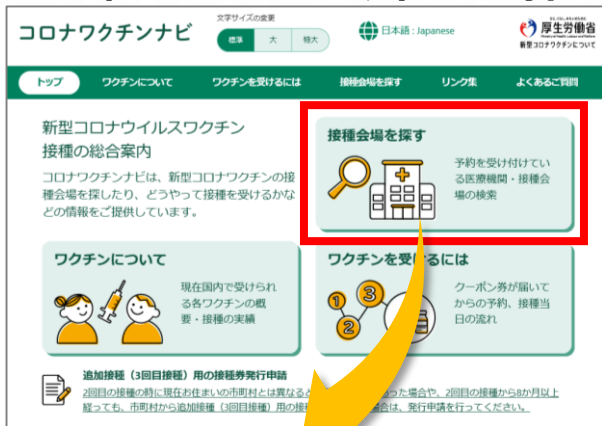 コロナワクチンナビ
文字サイズの変更
標準 大 特大
日本語 : Japanese
厚生労働省
新型コロナワクチンについて
トップ ワクチンについて ワクチンを受けるには 接種会場を探す リンク集 よくあるご質問
新型コロナウイルスワクチン
接種の総合案内
コロナワクチンナビは、新型コロナワクチンの接
種会場を探したり、どうやって接種を受けるかな
どの情報をご提供しています。
接種会場を探す
予約を受け付けてい
る医療機関・接種会
場の検索
ワクチンについて
現在国内で受けられ
る各ワクチンの概
要・接種の実績
ワクチンを受けるには
クーポン券が届いて
からの予約、接種当
日の流れ
1
2
3
追加接種（3回目接種）用の接種券発行申請
2回目の接種の時に現在お住まいの市町村とは異なると った場合や、2回目の接種から8か月以上
経っても、市町村から追加接種（3回目接種）用の接 場合は、発行申請を行ってください。